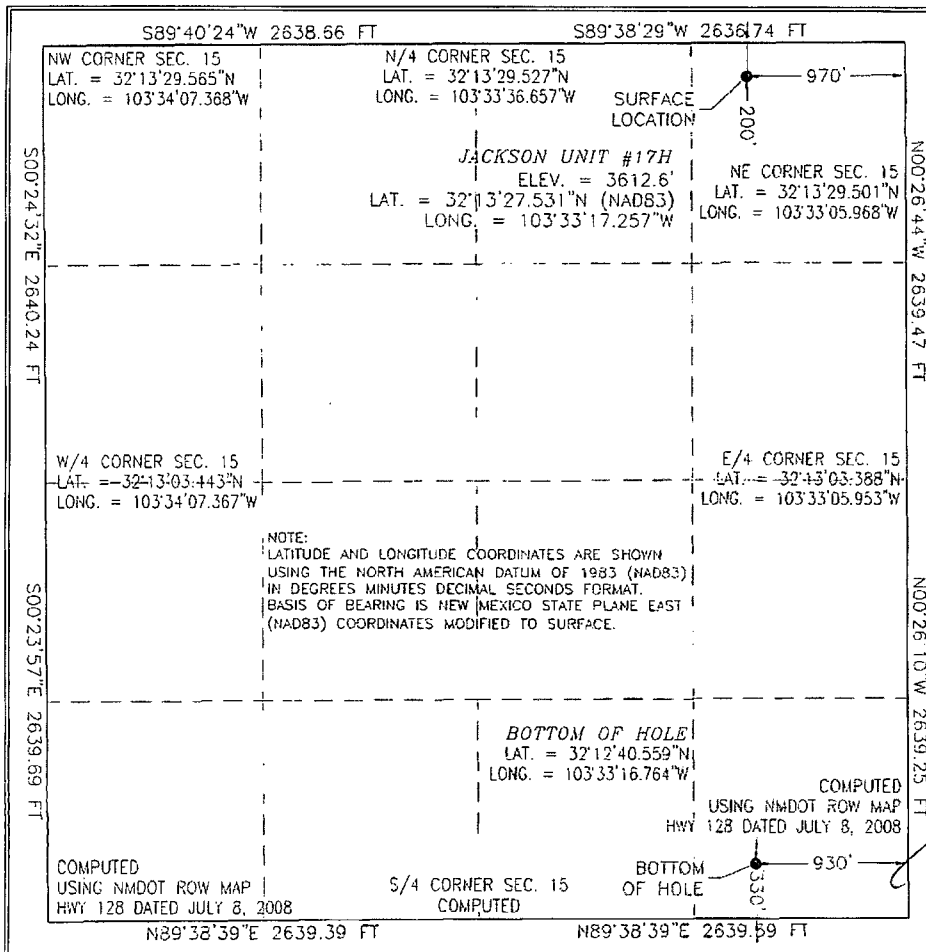 S89°40'24"W 2638.66 FT
S89°38'29"W 2636.74 FT
NW CORNER SEC. 15
LAT. = 32°13'29.565"N
LONG. = 103°34'07.368"W
N/4 CORNER SEC. 15
LAT. = 32°13'29.527"N
LONG. = 103°33'36.657"W
SURFACE
LOCATION
970'
200'
JACKSON UNIT #17H
ELEV. = 3612.6'
LAT. = 32°13'27.531"N (NAD83)
LONG. = 103°33'17.257"W
NE CORNER SEC. 15
LAT. = 32°13'29.501"N
LONG. = 103°33'05.968"W
S00°24'32"E 2640.24 FT
N00°26'44"W 2639.47 FT
W/4 CORNER SEC. 15
LAT. = 32°13'03.443"N
LONG. = 103°34'07.367"W
E/4 CORNER SEC. 15
LAT. = 32°13'03.388"N
LONG. = 103°33'05.953"W
NOTE:
LATITUDE AND LONGITUDE COORDINATES ARE SHOWN
USING THE NORTH AMERICAN DATUM OF 1983 (NAD83)
IN DEGREES MINUTES DECIMAL SECONDS FORMAT.
BASIS OF BEARING IS NEW MEXICO STATE PLANE EAST
(NAD83) COORDINATES MODIFIED TO SURFACE.
S00°23'57"E 2639.69 FT
N00°26'10"W 2639.25 FT
BOTTOM OF HOLE
LAT. = 32°12'40.559"N
LONG. = 103°33'16.764"W
COMPUTED
USING NMDOT ROW MAP
HWY 128 DATED JULY 8, 2008
COMPUTED
USING NMDOT ROW MAP
HWY 128 DATED JULY 8, 2008
S/4 CORNER SEC. 15
COMPUTED
BOTTOM
OF HOLE
930'
330'
N89°38'39"E 2639.39 FT
N89°38'39"E 2639.59 FT